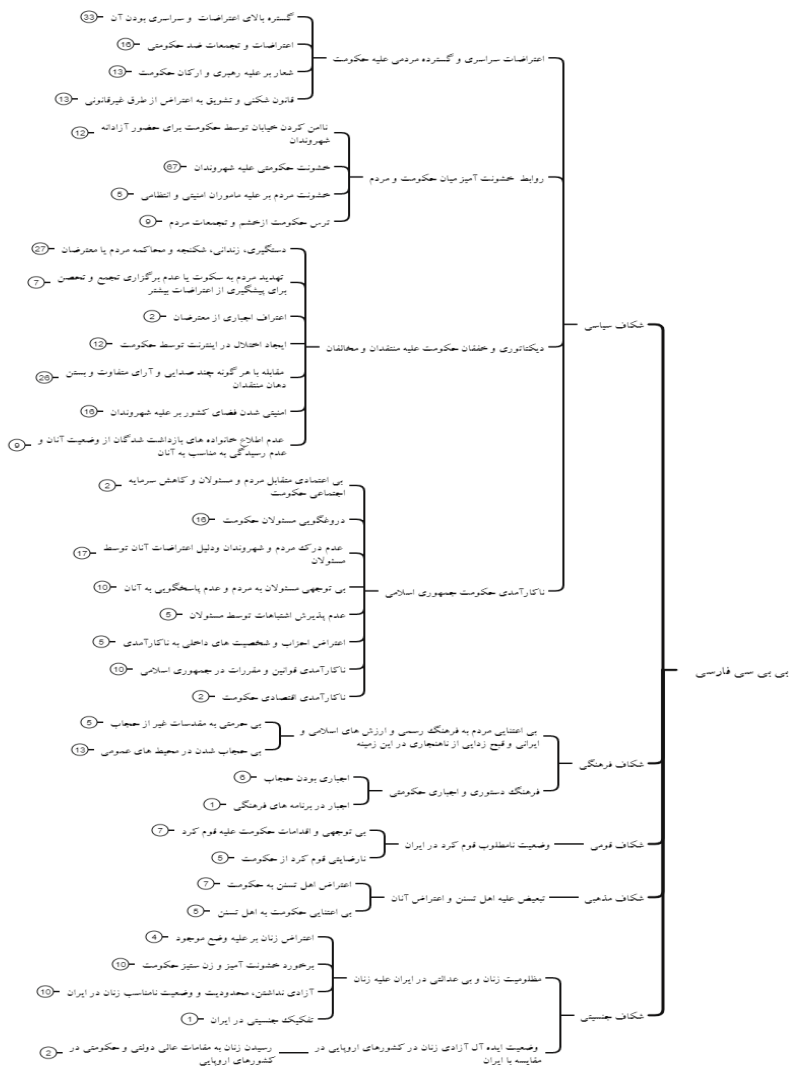 بی بی سی فارسی
شکاف سیاسی
اعتراضات سراسری و گسترده مردمی علیه حکومت
گستره بالای اعتراضات و سراسری بودن آن 33
اعتراضات و تجمعات ضد حکومتی 16
شعار بر علیه رهبری و ارکان حکومت 13
قانون شکنی و تشویق به اعتراض از طرق غیرقانونی 13
روابط خشونت آمیز میان حکومت و مردم
ناامن کردن خیابان توسط حکومت برای حضور آزادانه
شهروندان 12
خشونت حکومتی علیه شهروندان 67
خشونت مردم بر علیه ماموران امنیتی و انتظامی 5
ترس حکومت ازخشم و تجمعات مردم 9
دیکتاتوری و خفقان حکومت علیه منتقدان و مخالفان
دستگیری، زندانی، شکنجه و محاکمه مردم یا معترضان 27
تهدید مردم به سکوت یا عدم برگزاری تجمع و تحصن
برای پیشگیری از اعتراضات بیشتر 7
اعتراف اجباری از معترضان 2
ایجاد اختلال در اینترنت توسط حکومت 12
مقابله با هر گونه چند صدایی و آرای متفاوت و بستن
دهان منتقدان 26
امنیتی شدن فضای کشور بر علیه شهروندان 16
عدم اطلاع خانواده های بازداشت شدگان از وضعیت آنان و
عدم رسیدگی به مناسب به آنان 9
ناکارآمدی حکومت جمهوری اسلامی
بی اعتمادی متقابل مردم و مسئولان و کاهش سرمایه
اجتماعی حکومت 2
دروغگویی مسئولان حکومت 16
عدم درک مردم و شهروندان ودلیل اعتراضات آنان توسط
مسئولان 17
بی توجهی مسئولان به مردم و عدم پاسخگویی به آنان 10
عدم پذیرش اشتباهات توسط مسئولان 5
اعتراض احزاب و شخصیت های داخلی به ناکارآمدی 5
ناکارآمدی قوانین و مقررات در جمهوری اسلامی 10
ناکارآمدی اقتصادی حکومت 2
شکاف فرهنگی
بی اعتنایی مردم به فرهنگ رسمی و ارزش های اسلامی و
ایرانی و قبح زدایی از ناهنجاری در این زمینه
بی حرمتی به مقدسات غیر از حجاب 5
بی حجاب شدن در محیط های عمومی 13
فرهنگ دستوری و اجباری حکومتی
اجباری بودن حجاب 6
اجبار در برنامه های فرهنگی 1
شکاف قومی
وضعیت نامطلوب قوم کرد در ایران
بی توجهی و اقدامات حکومت علیه قوم کرد 7
نارضایتی قوم کرد از حکومت 5
شکاف مذهبی
تبعیض علیه اهل تسنن و اعتراض آنان
اعتراض اهل تسنن به حکومت 7
بی اعتنایی حکومت به اهل تسنن 6
شکاف جنسیتی
مظلومیت زنان و بی عدالتی در ایران علیه زنان
اعتراض زنان بر علیه وضع موجود 4
برخورد خشونت آمیز و زن ستیز حکومت 10
آزادی نداشتن، محدودیت و وضعیت نامناسب زنان در ایران 10
تفکیک جنسیتی در ایران 1
وضعیت ایده آل آزادی زنان در کشورهای اروپایی در
مقایسه با ایران
رسیدن زنان به مقامات عالی دولتی و حکومتی در
کشورهای اروپایی 2